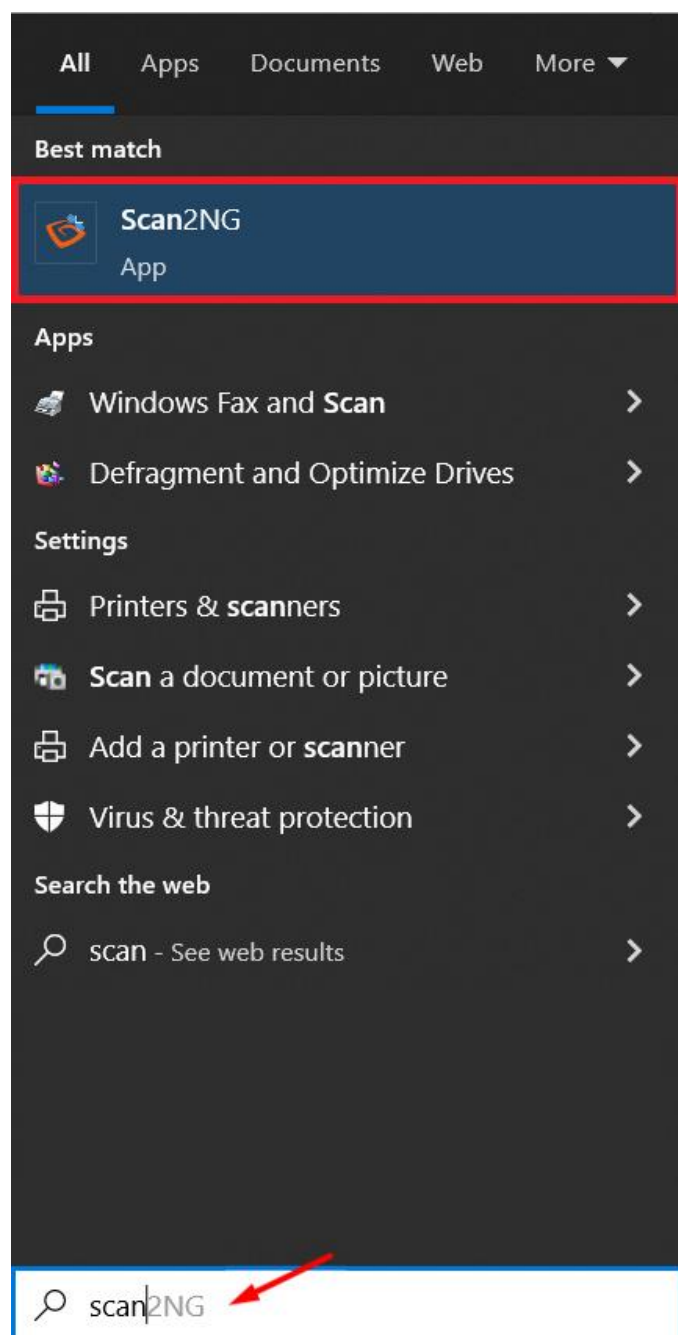 All Apps Documents Web More
Best match
Scan2NG
App
Apps
Windows Fax and Scan
Defragment and Optimize Drives
Settings
Printers & scanners
Scan a document or picture
Add a printer or scanner
Virus & threat protection
Search the web
scan - See web results
scan2NG